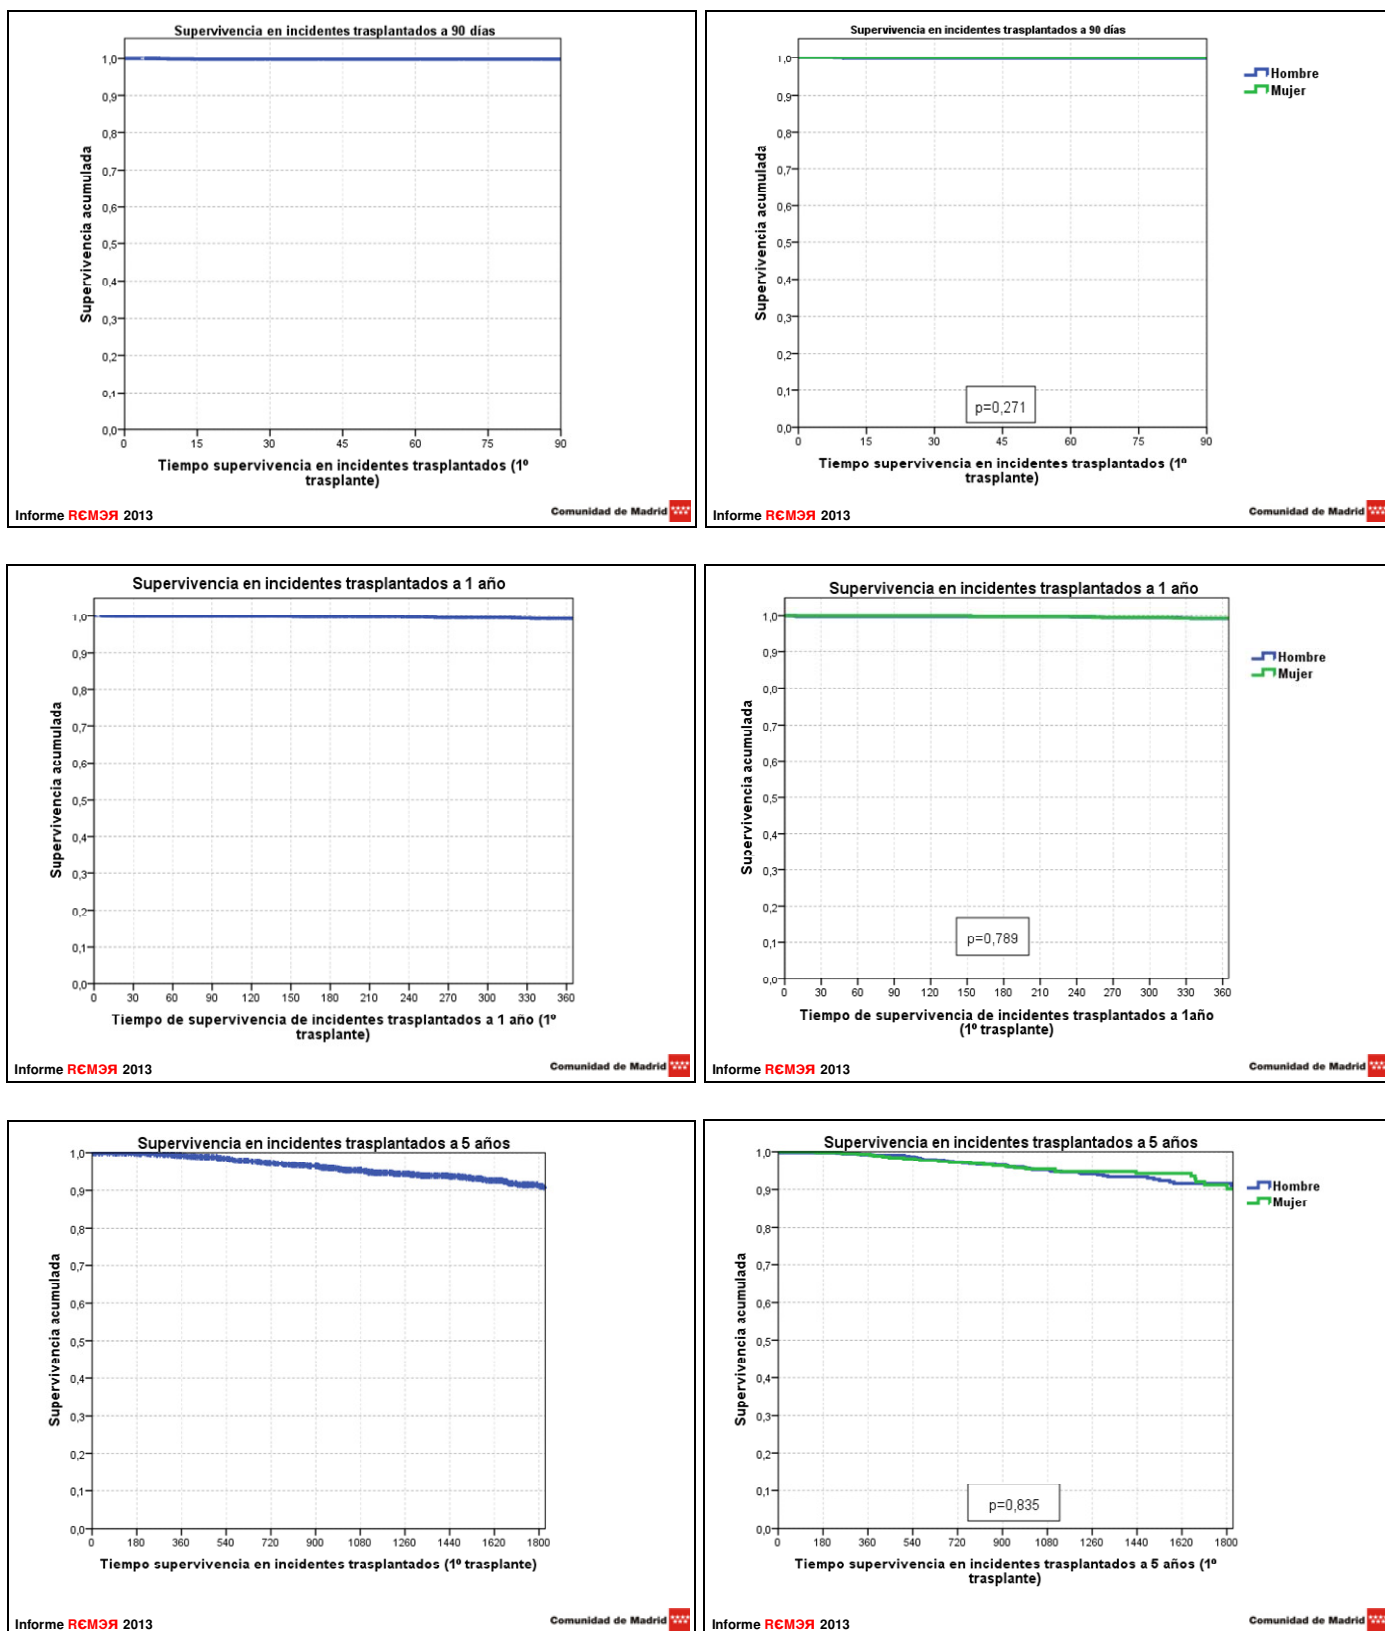 Supervivencia en incidentes trasplantados a 90 días
Supervivencia acumulada
1,0
0,9
0,8
0,7
0,6
0,5
0,4
0,3
0,2
0,1
0,0
0 15 30 45 60 75 90
Tiempo supervivencia en incidentes trasplantados (1º
trasplante)
Informe RЄMЭЯ 2013
Comunidad de Madrid
Supervivencia en incidentes trasplantados a 90 días
Hombre
Mujer
Supervivencia acumulada
1,0
0,9
0,8
0,7
0,6
0,5
0,4
0,3
0,2
0,1
0,0
p=0,271
0 15 30 45 60 75 90
Tiempo supervivencia en incidentes trasplantados (1º
trasplante)
Informe RЄMЭЯ 2013
Comunidad de Madrid
Supervivencia en incidentes trasplantados a 1 año
Supervivencia acumulada
1,0
0,9
0,8
0,7
0,6
0,5
0,4
0,3
0,2
0,1
0,0
0 30 60 90 120 150 180 210 240 270 300 330 360
Tiempo de supervivencia de incidentes trasplantados a 1 año (1º
trasplante)
Informe RЄMЭЯ 2013
Comunidad de Madrid
Supervivencia en incidentes trasplantados a 1 año
Hombre
Mujer
Supervivencia acumulada
1,0
0,9
0,8
0,7
0,6
0,5
0,4
0,3
0,2
0,1
0,0
p=0,789
0 30 60 90 120 150 180 210 240 270 300 330 360
Tiempo de supervivencia de incidentes trasplantados a 1año
(1º trasplante)
Informe RЄMЭЯ 2013
Comunidad de Madrid
Supervivencia en incidentes trasplantados a 5 años
Supervivencia acumulada
1,0
0,9
0,8
0,7
0,6
0,5
0,4
0,3
0,2
0,1
0,0
0 180 360 540 720 900 1080 1260 1440 1620 1800
Tiempo supervivencia en incidentes trasplantados (1º trasplante)
Informe RЄMЭЯ 2013
Comunidad de Madrid
Supervivencia en incidentes trasplantados a 5 años
Hombre
Mujer
Supervivencia acumulada
1,0
0,9
0,8
0,7
0,6
0,5
0,4
0,3
0,2
0,1
0,0
p=0,835
0 180 360 540 720 900 1080 1260 1440 1620 1800
Tiempo supervivencia en incidentes trasplantados a 5 años (1º
trasplante)
Informe RЄMЭЯ 2013
Comunidad de Madrid